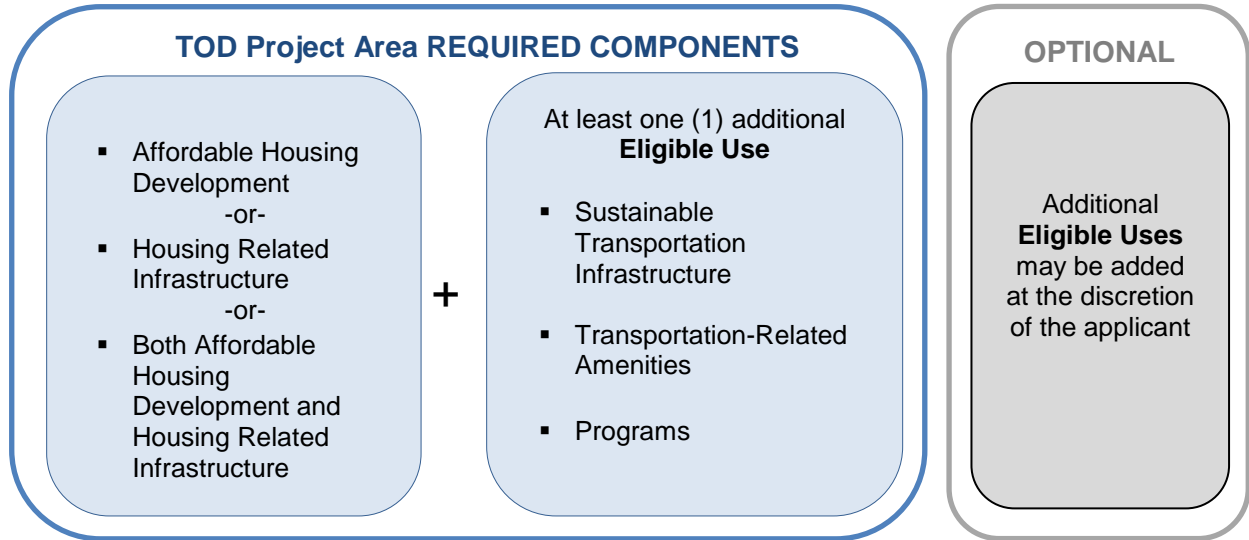 TOD Project Area REQUIRED COMPONENTS
▪ Affordable Housing
Development
-or-
▪ Housing Related
Infrastructure
-or-
▪ Both Affordable
Housing
Development and
Housing Related
Infrastructure
+
At least one (1) additional
Eligible Use
▪ Sustainable
Transportation
Infrastructure
▪ Transportation-Related
Amenities
▪ Programs
OPTIONAL
Additional
Eligible Uses
may be added
at the discretion
of the applicant